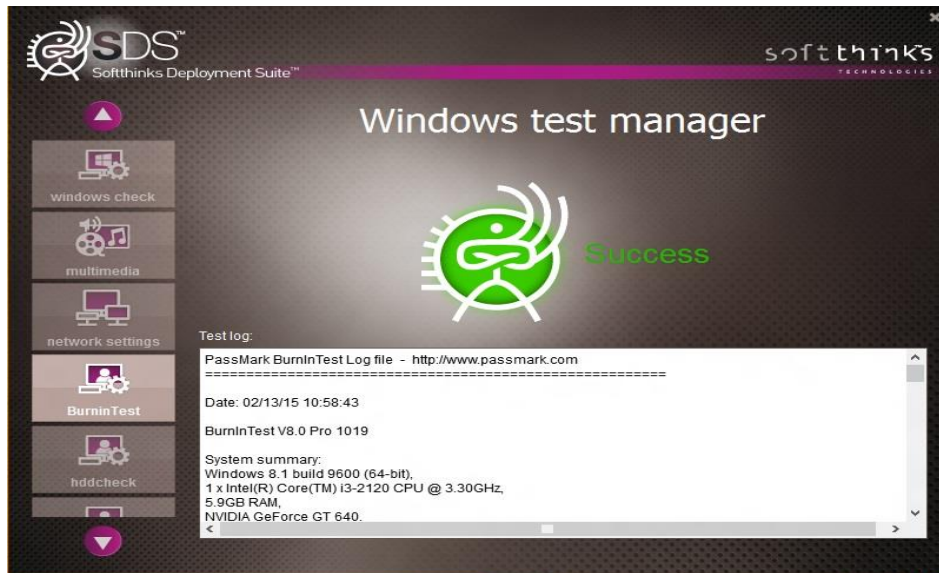 SDS™
Softthinks Deployment Suite™
softthinks
TECHNOLOGIES
Windows test manager
windows check
multimedia
network settings
BurninTest
hddcheck
Success
Test log:
PassMark BurnInTest Log file - http://www.passmark.com
========================================================
Date: 02/13/15 10:58:43
BurnInTest V8.0 Pro 1019
System summary:
Windows 8.1 build 9600 (64-bit),
1 x Intel(R) Core(TM) i3-2120 CPU @ 3.30GHz,
5.9GB RAM,
NVIDIA GeForce GT 640,